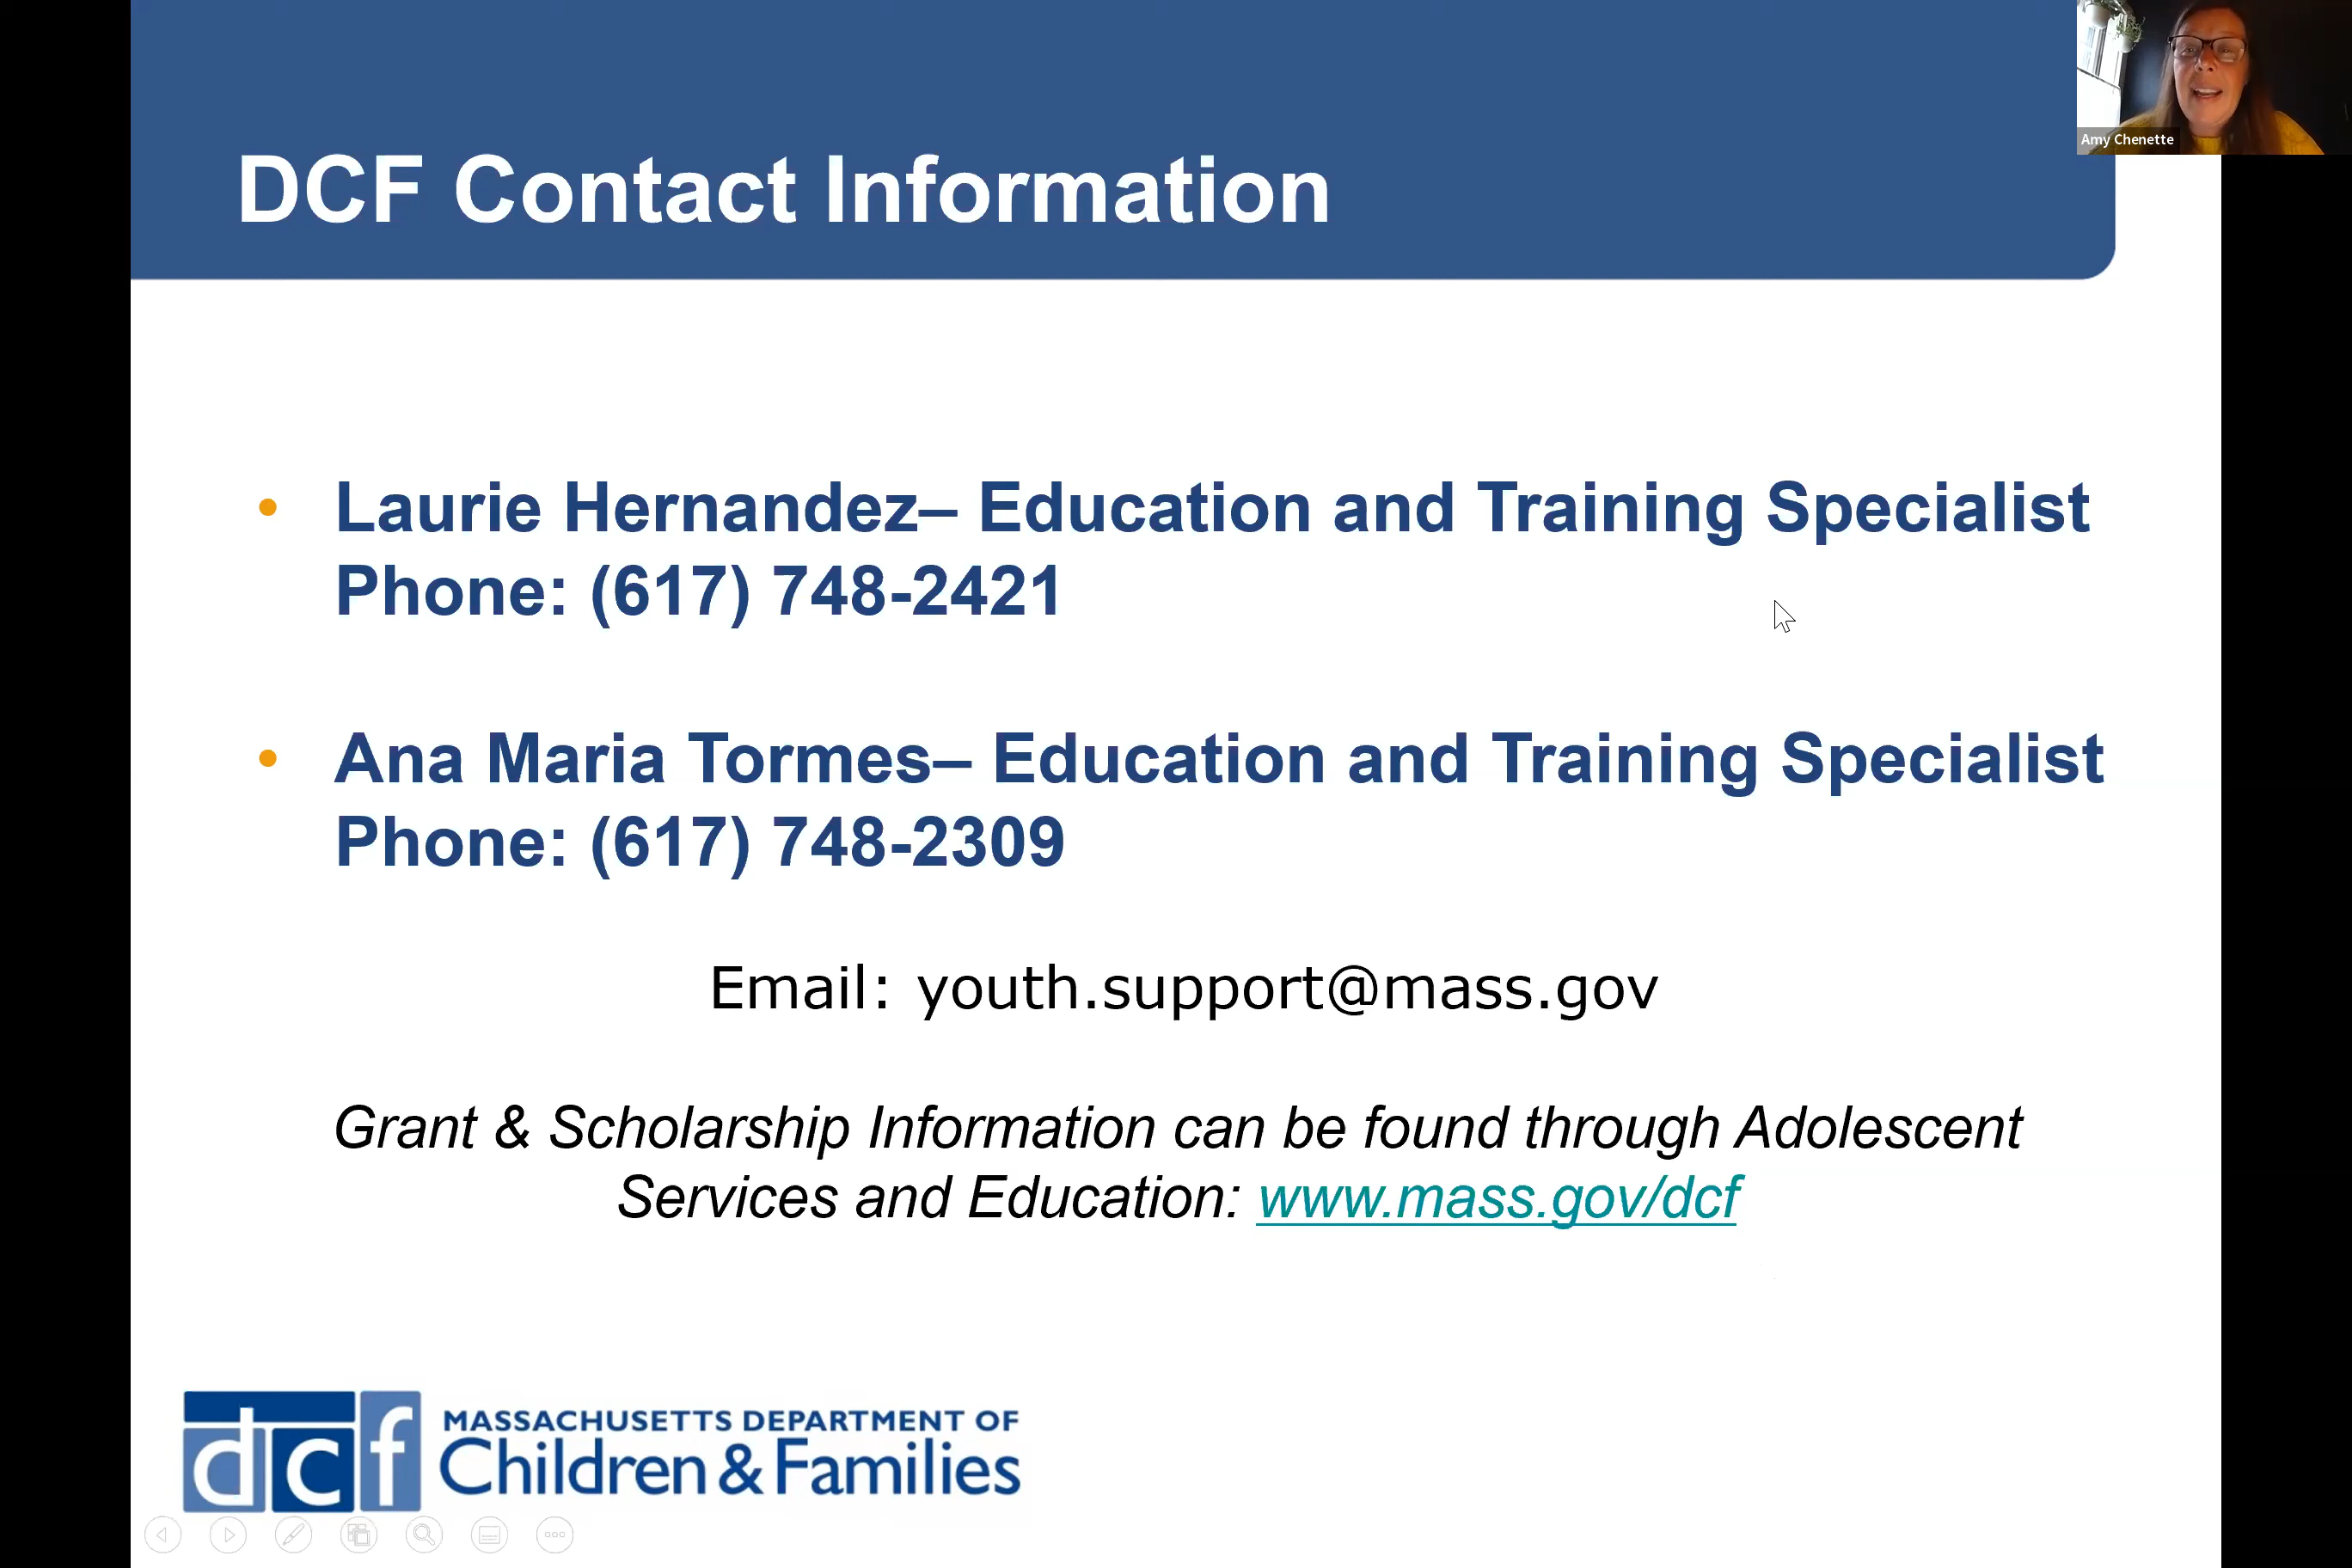 DCF Contact Information
Amy Chenette
• Laurie Hernandez– Education and Training Specialist
Phone: (617) 748-2421
• Ana Maria Tormes– Education and Training Specialist
Phone: (617) 748-2309
Email: youth.support@mass.gov
Grant & Scholarship Information can be found through Adolescent
Services and Education: www.mass.gov/dcf
dcf
MASSACHUSETTS DEPARTMENT OF
Children & Families